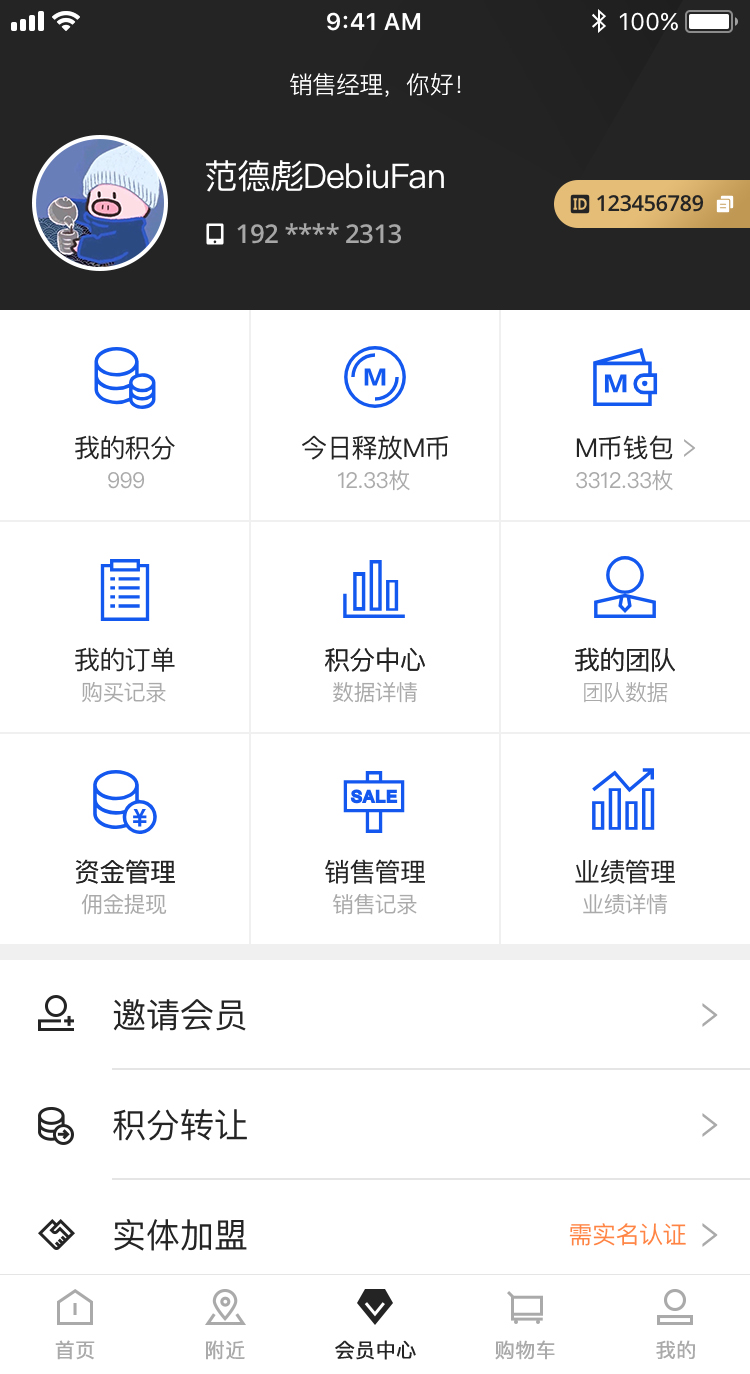 9:41 AM
100%
销售经理，你好！
范德彪DebiuFan
ID 123456789
192 **** 2313
M
M
我的积分
今日释放M币
M币钱包
999
12.33枚
3312.33枚
我的订单
积分中心
我的团队
购买记录
数据详情
团队数据
¥
SALE
资金管理
销售管理
业绩管理
佣金提现
销售记录
业绩详情
邀请会员
积分转让
实体加盟
需实名认证
首页
附近
会员中心
购物车
我的